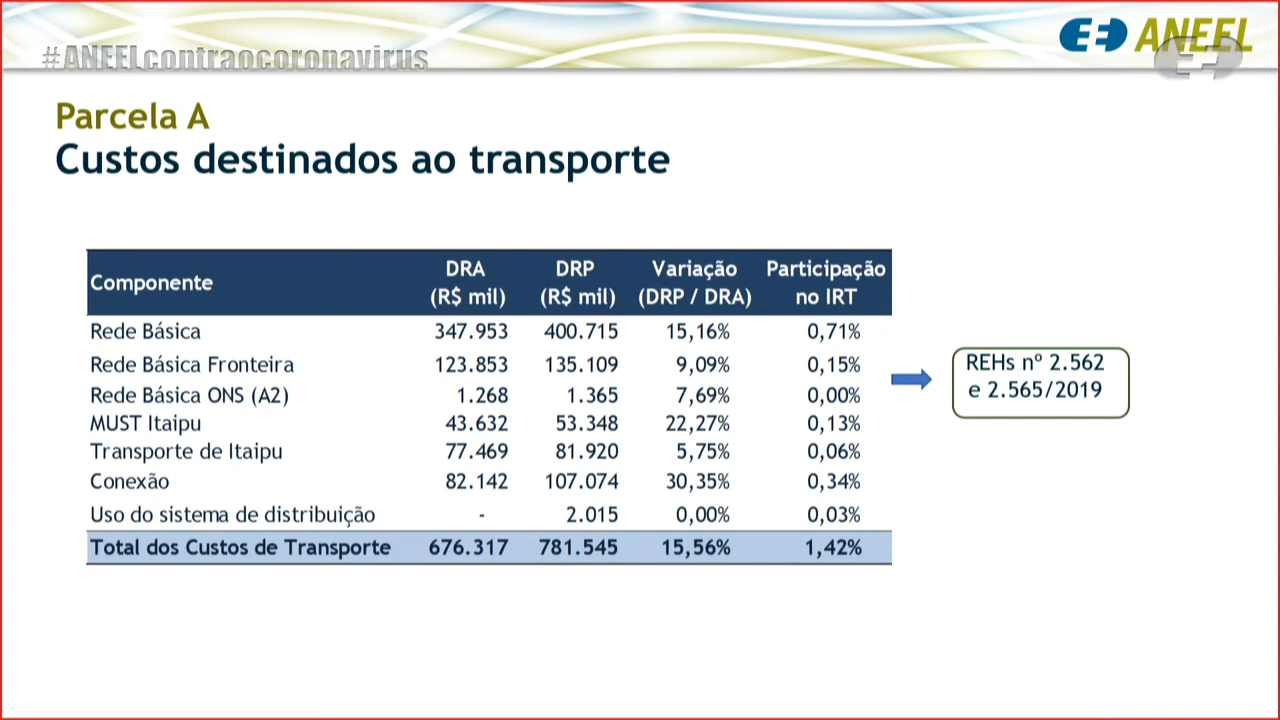 #ANEELcontraocoronavirus
ANEEL
Parcela A
Custos destinados ao transporte
Componente DRA (R$ mil) DRP (R$ mil) Variação (DRP / DRA) Participação no IRT
Rede Básica 347.953 400.715 15,16% 0,71%
Rede Básica Fronteira 123.853 135.109 9,09% 0,15%
Rede Básica ONS (A2) 1.268 1.365 7,69% 0,00%
MUST Itaipu 43.632 53.348 22,27% 0,13%
Transporte de Itaipu 77.469 81.920 5,75% 0,06%
Conexão 82.142 107.074 30,35% 0,34%
Uso do sistema de distribuição - 2.015 0,00% 0,03%
Total dos Custos de Transporte 676.317 781.545 15,56% 1,42%
REHs nº 2.562
e 2.565/2019